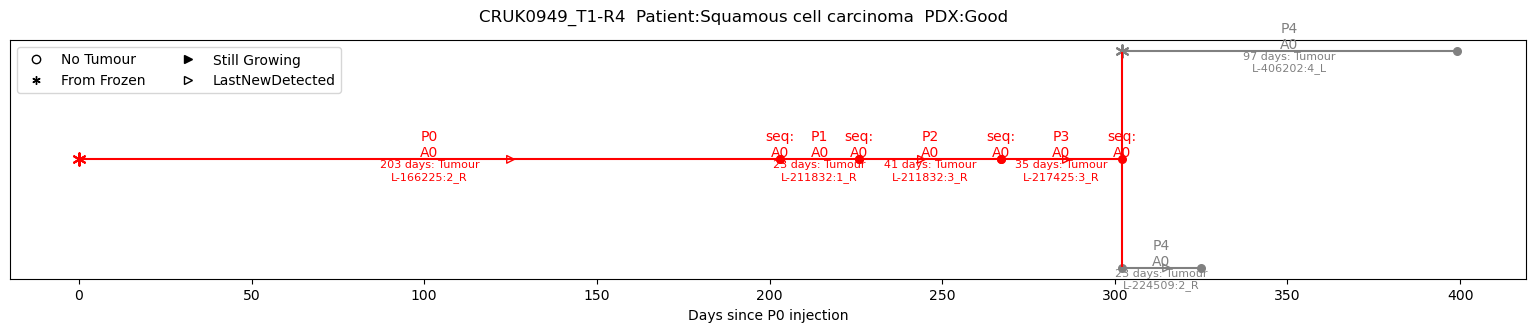 CRUK0949_T1-R4  Patient:Squamous cell carcinoma  PDX:Good
No Tumour
From Frozen
Still Growing
LastNewDetected
P4
A0
97 days: Tumour
L-406202:4_L
P0
A0
203 days: Tumour
L-166225:2_R
seq:
A0
P1
A0
23 days: Tumour
L-211832:1_R
seq:
A0
P2
A0
41 days: Tumour
L-211832:3_R
seq:
A0
P3
A0
35 days: Tumour
L-217425:3_R
seq:
A0
P4
A0
23 days: Tumour
L-224509:2_R
0 50 100 150 200 250 300 350 400
Days since P0 injection